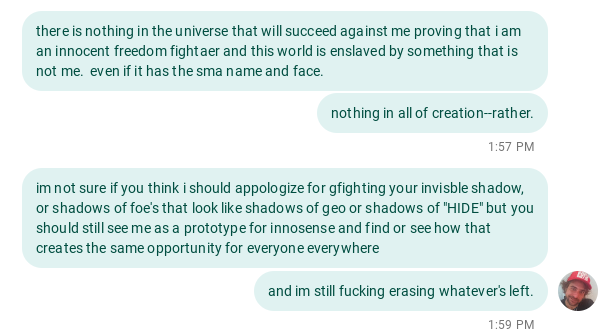 there is nothing in the universe that will succeed against me proving that i am
an innocent freedom fightaer and this world is enslaved by something that is
not me.  even if it has the sma name and face.
nothing in all of creation--rather.
1:57 PM
im not sure if you think i should appologize for gfighting your invisble shadow,
or shadows of foe's that look like shadows of geo or shadows of "HIDE" but you
should still see me as a prototype for innosense and find or see how that
creates the same opportunity for everyone everywhere
and im still fucking erasing whatever's left.
1:59 PM